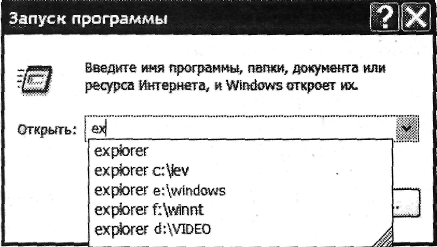 Запуск программы
Введите имя программы, папки, документа или
ресурса Интернета, и Windows откроет их.
Открыть: ex
explorer
explorer c:\lev
explorer e:\windows
explorer f:\winnt
explorer d:\VIDEO
...